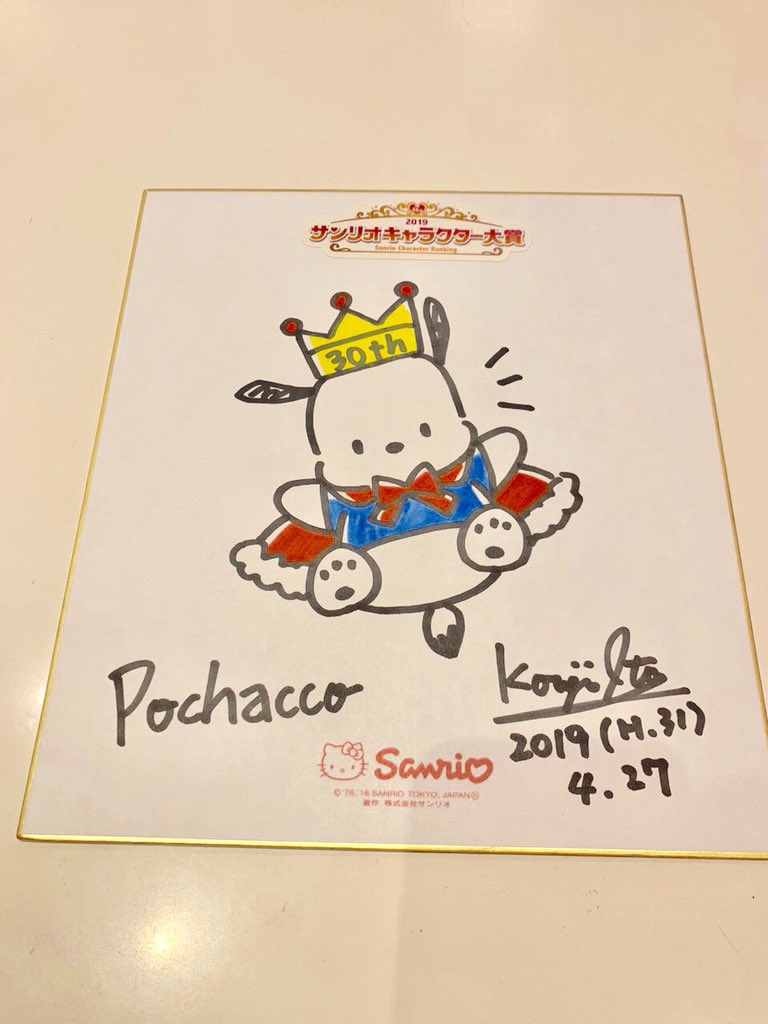 2019
サンリオキャラクター大賞
Sanrio Character Ranking
30th
Pochacco
Kouji Ito
2019 (H.31)
4.27
Sanrio
© '76, '16 SANRIO TOKYO, JAPAN Ⓗ
著作 株式会社サンリオ